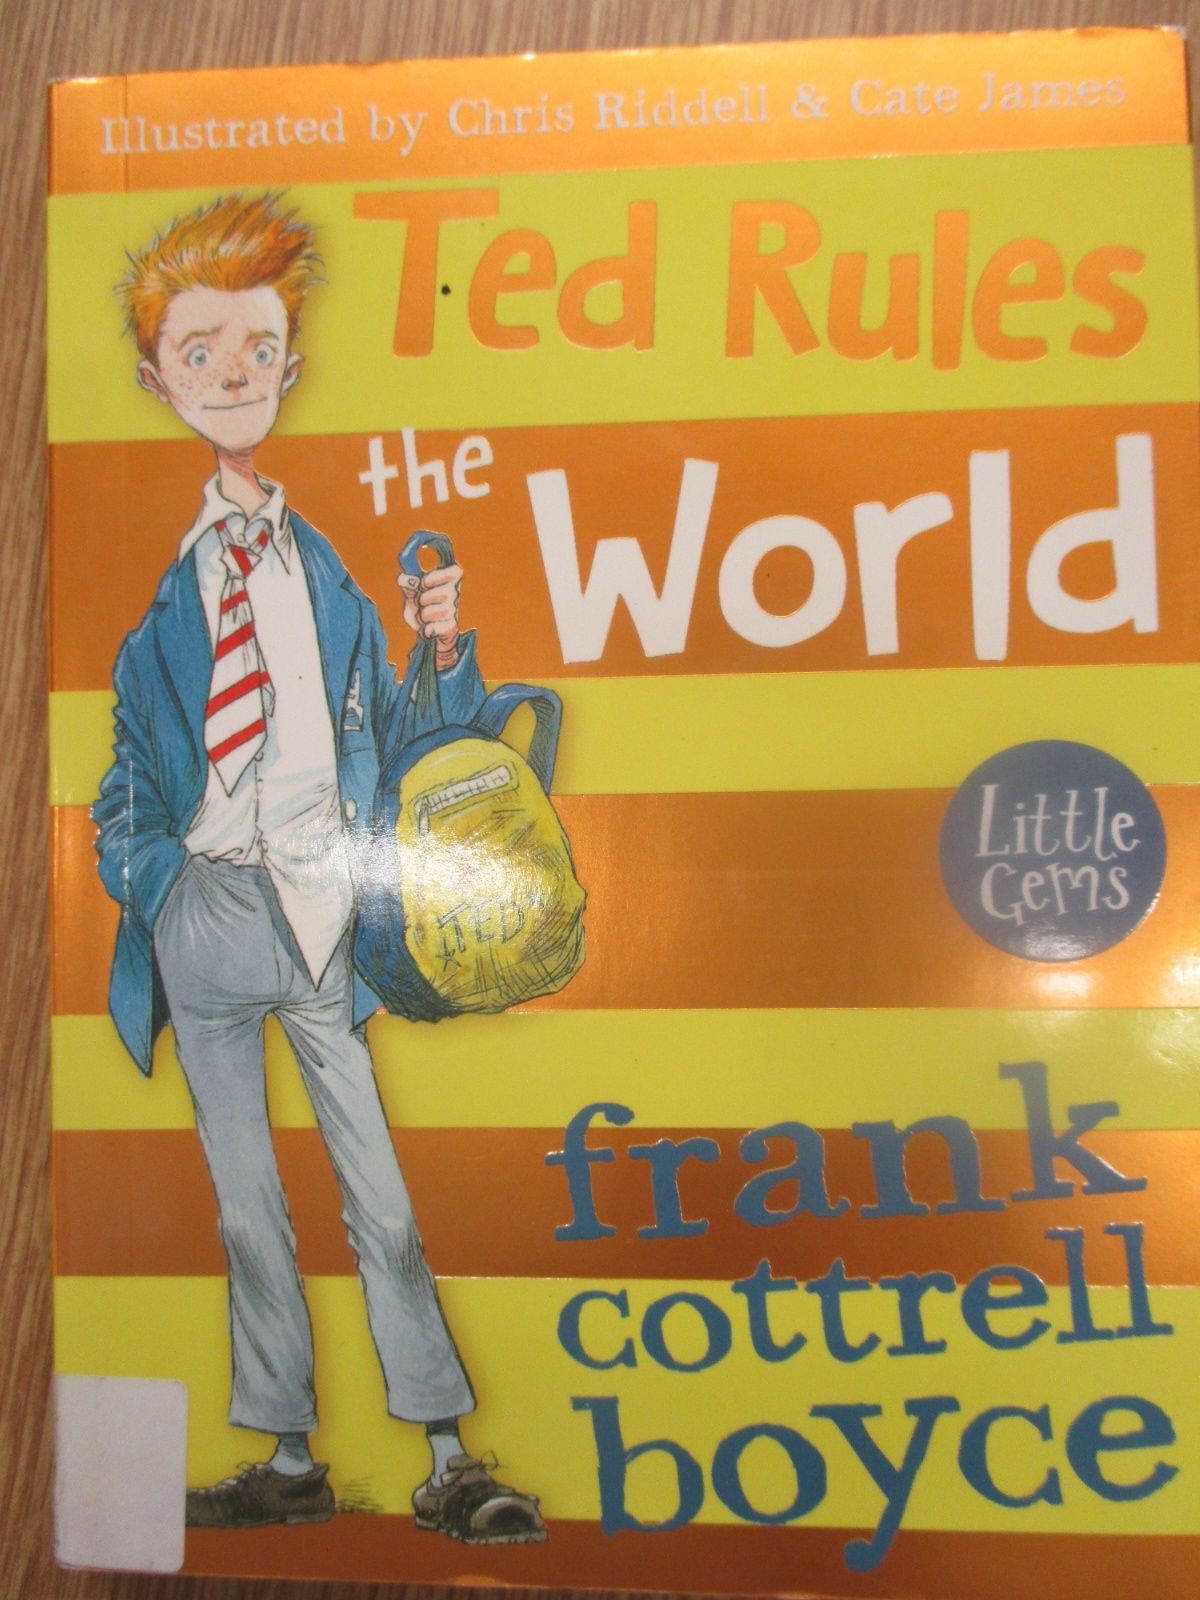 Illustrated by Chris Riddell & Cate James
Ted Rules
the World
Little
Gems
TED
frank
cottrell
boyce